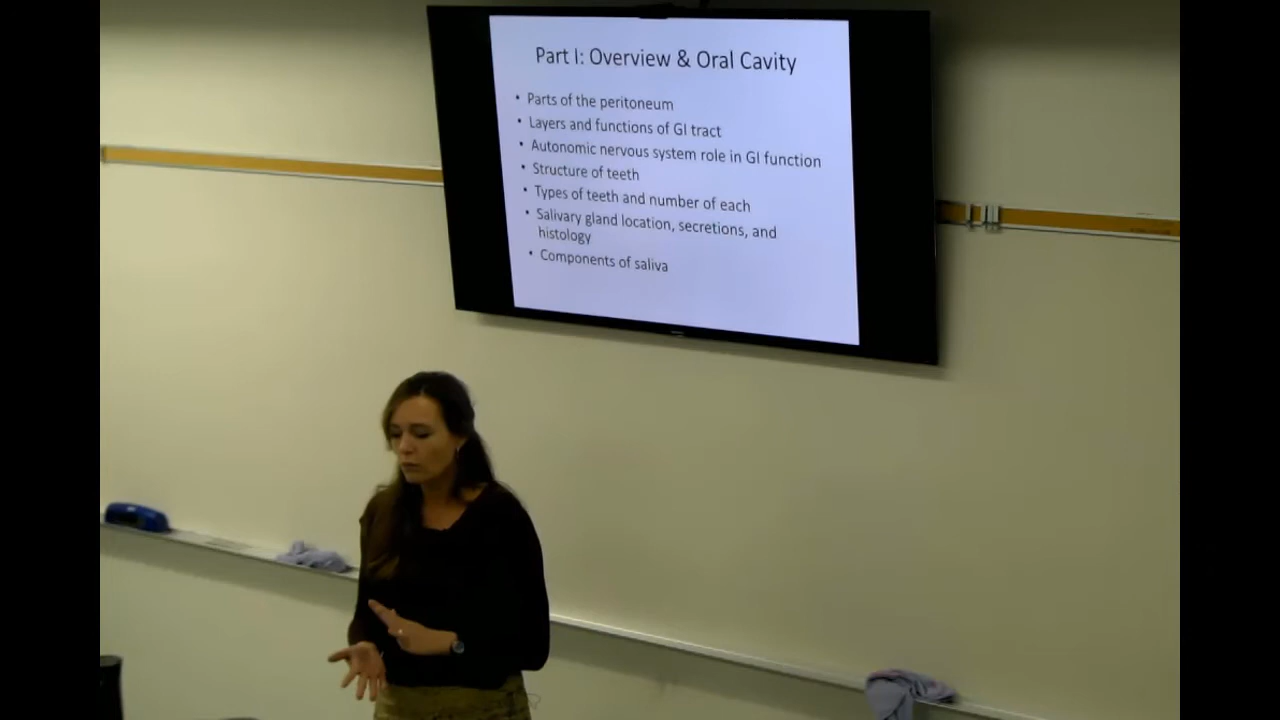 Part I: Overview & Oral Cavity
• Parts of the peritoneum
• Layers and functions of GI tract
• Autonomic nervous system role in GI function
• Structure of teeth
• Types of teeth and number of each
• Salivary gland location, secretions, and
histology
• Components of saliva